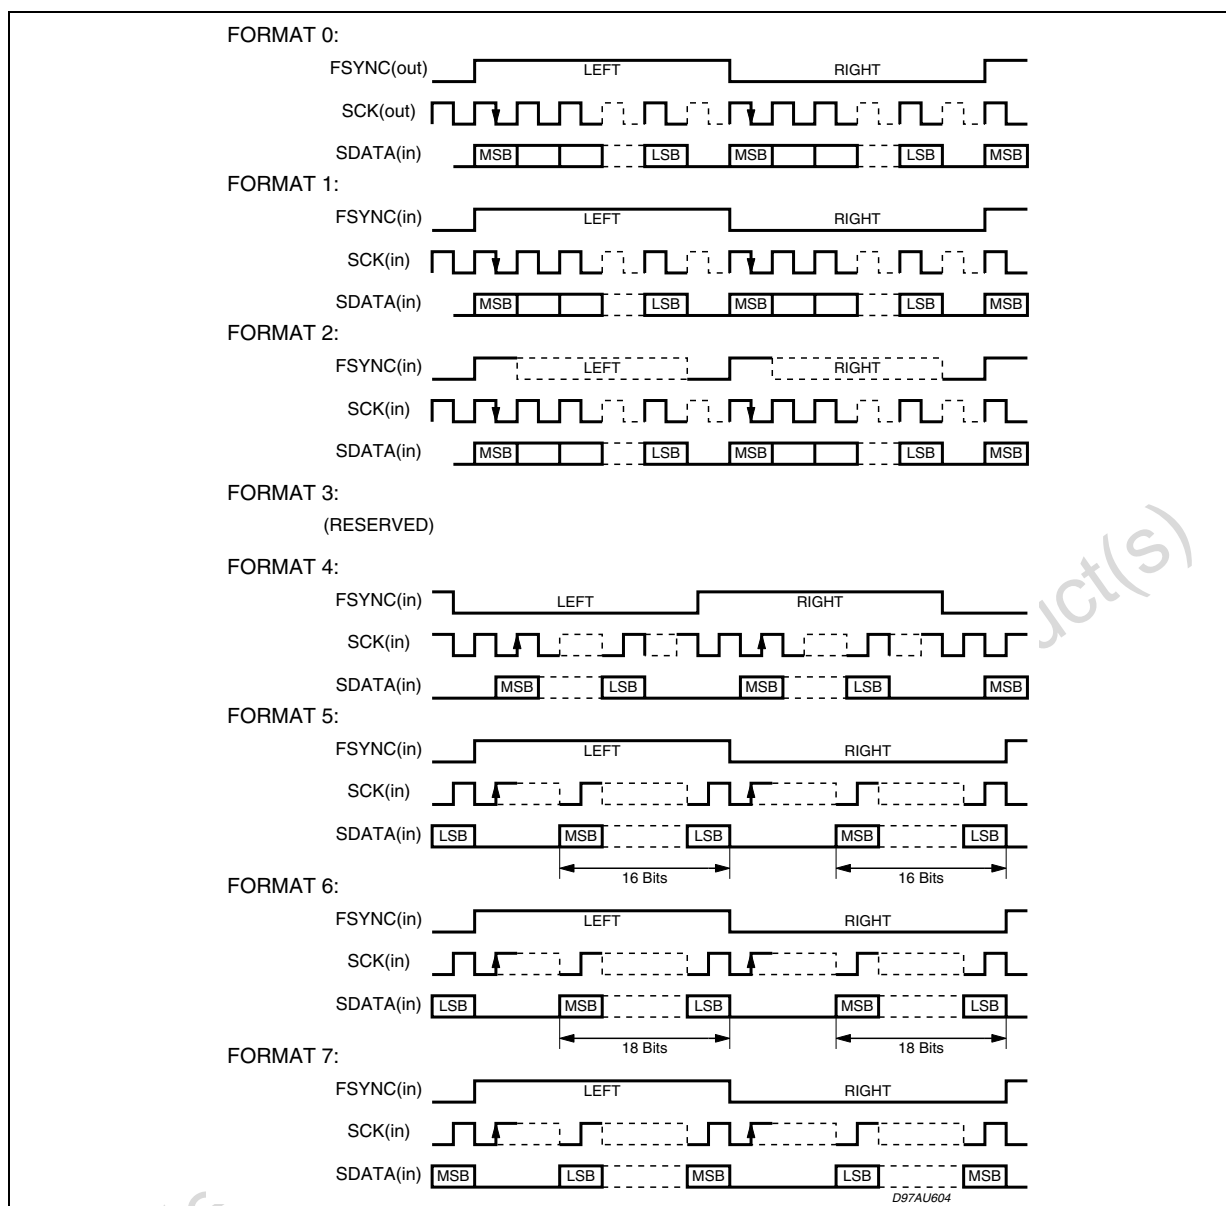 FORMAT 0:
FSYNC(out) LEFT RIGHT
SCK(out)
SDATA(in) MSB LSB MSB LSB MSB
FORMAT 1:
FSYNC(in) LEFT RIGHT
SCK(in)
SDATA(in) MSB LSB MSB LSB MSB
FORMAT 2:
FSYNC(in) LEFT RIGHT
SCK(in)
SDATA(in) MSB LSB MSB LSB MSB
FORMAT 3:
(RESERVED)
FORMAT 4:
FSYNC(in) LEFT RIGHT
SCK(in)
SDATA(in) MSB LSB MSB LSB MSB
FORMAT 5:
FSYNC(in) LEFT RIGHT
SCK(in)
SDATA(in) LSB MSB LSB MSB LSB
16 Bits 16 Bits
FORMAT 6:
FSYNC(in) LEFT RIGHT
SCK(in)
SDATA(in) LSB MSB LSB MSB LSB
18 Bits 18 Bits
FORMAT 7:
FSYNC(in) LEFT RIGHT
SCK(in)
SDATA(in) MSB LSB MSB LSB MSB
D97AU604
uct(s)